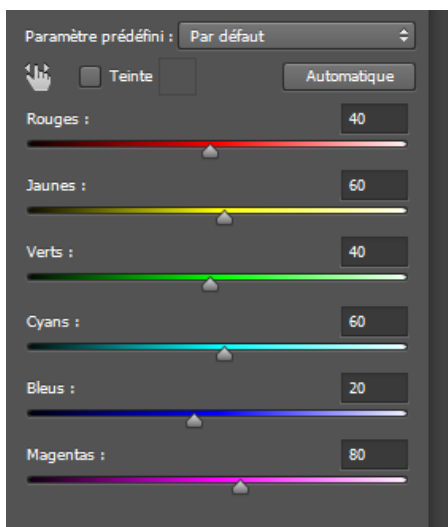 Paramètre prédéfini : Par défaut
Teinte Automatique
Rouges : 40
Jaunes : 60
Verts : 40
Cyans : 60
Bleus : 20
Magentas : 80